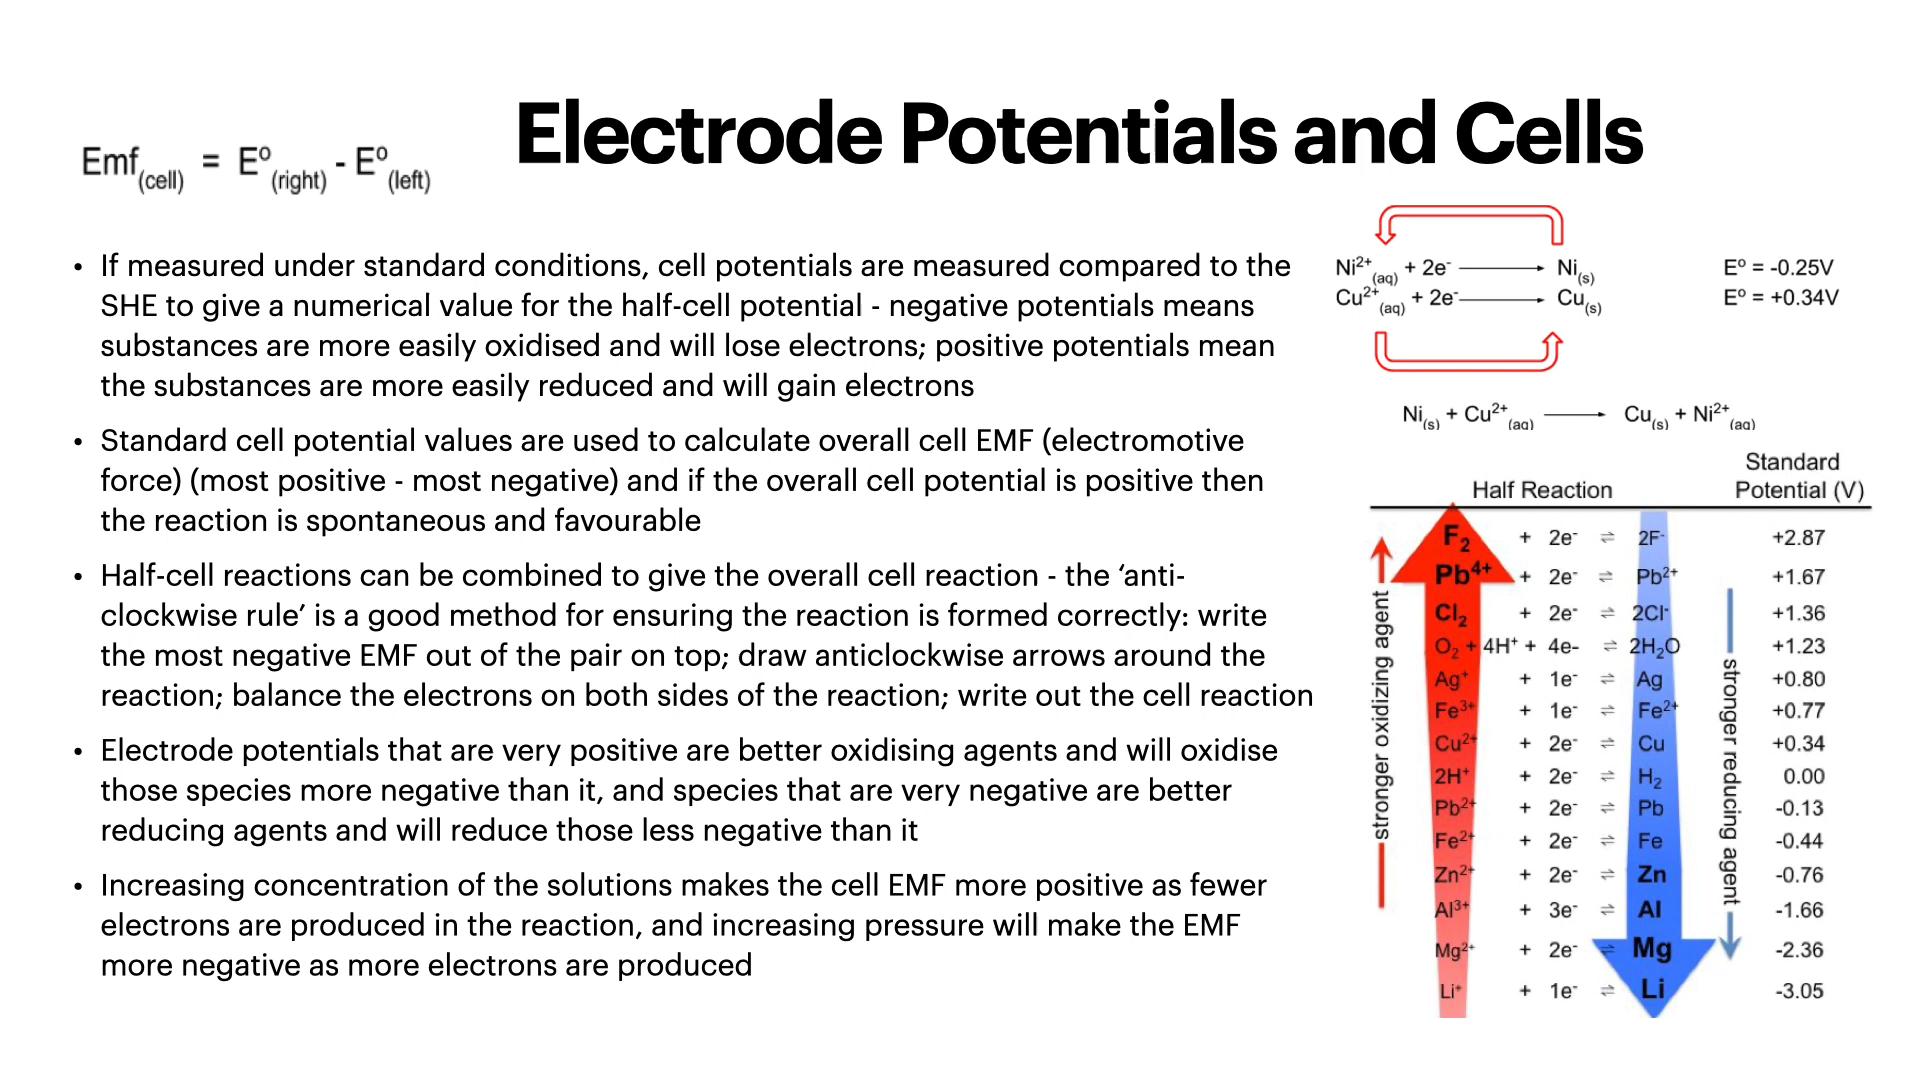 Electrode Potentials and Cells
Emf(cell) = Eº(right) - Eº(left)
• If measured under standard conditions, cell potentials are measured compared to the
SHE to give a numerical value for the half-cell potential - negative potentials means
substances are more easily oxidised and will lose electrons; positive potentials mean
the substances are more easily reduced and will gain electrons
• Standard cell potential values are used to calculate overall cell EMF (electromotive
force) (most positive - most negative) and if the overall cell potential is positive then
the reaction is spontaneous and favourable
• Half-cell reactions can be combined to give the overall cell reaction - the ‘anti-
clockwise rule’ is a good method for ensuring the reaction is formed correctly: write
the most negative EMF out of the pair on top; draw anticlockwise arrows around the
reaction; balance the electrons on both sides of the reaction; write out the cell reaction
• Electrode potentials that are very positive are better oxidising agents and will oxidise
those species more negative than it, and species that are very negative are better
reducing agents and will reduce those less negative than it
• Increasing concentration of the solutions makes the cell EMF more positive as fewer
electrons are produced in the reaction, and increasing pressure will make the EMF
more negative as more electrons are produced
Ni²⁺(aq) + 2e⁻ ⟶ Ni(s) Eº = -0.25V
Cu²⁺(aq) + 2e⁻ ⟶ Cu(s) Eº = +0.34V
Ni(s) + Cu²⁺(aq) ⟶ Cu(s) + Ni²⁺(aq)
Standard
Half Reaction Potential (V)
F₂ + 2e⁻ ⇌ 2F⁻ +2.87
Pb⁴⁺ + 2e⁻ ⇌ Pb²⁺ +1.67
Cl₂ + 2e⁻ ⇌ 2Cl⁻ +1.36
O₂ + 4H⁺ + 4e- ⇌ 2H₂O +1.23
Ag⁺ + 1e⁻ ⇌ Ag +0.80
Fe³⁺ + 1e⁻ ⇌ Fe²⁺ +0.77
Cu²⁺ + 2e⁻ ⇌ Cu +0.34
2H⁺ + 2e⁻ ⇌ H₂ 0.00
Pb²⁺ + 2e⁻ ⇌ Pb -0.13
Fe²⁺ + 2e⁻ ⇌ Fe -0.44
Zn²⁺ + 2e⁻ ⇌ Zn -0.76
Al³⁺ + 3e⁻ ⇌ Al -1.66
Mg²⁺ + 2e⁻ ⇌ Mg -2.36
Li⁺ + 1e⁻ ⇌ Li -3.05
stronger oxidizing agent
stronger reducing agent